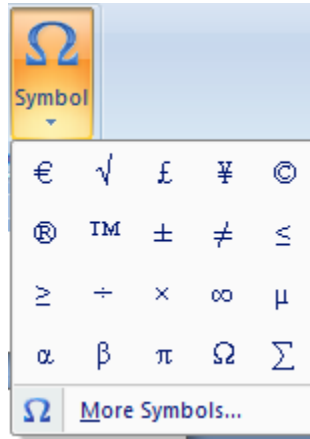 Ω
Symbol
€ √ £ ¥ ©
® ™ ± ≠ ≤
≥ ÷ × ∞ µ
α β π Ω ∑
Ω More Symbols...